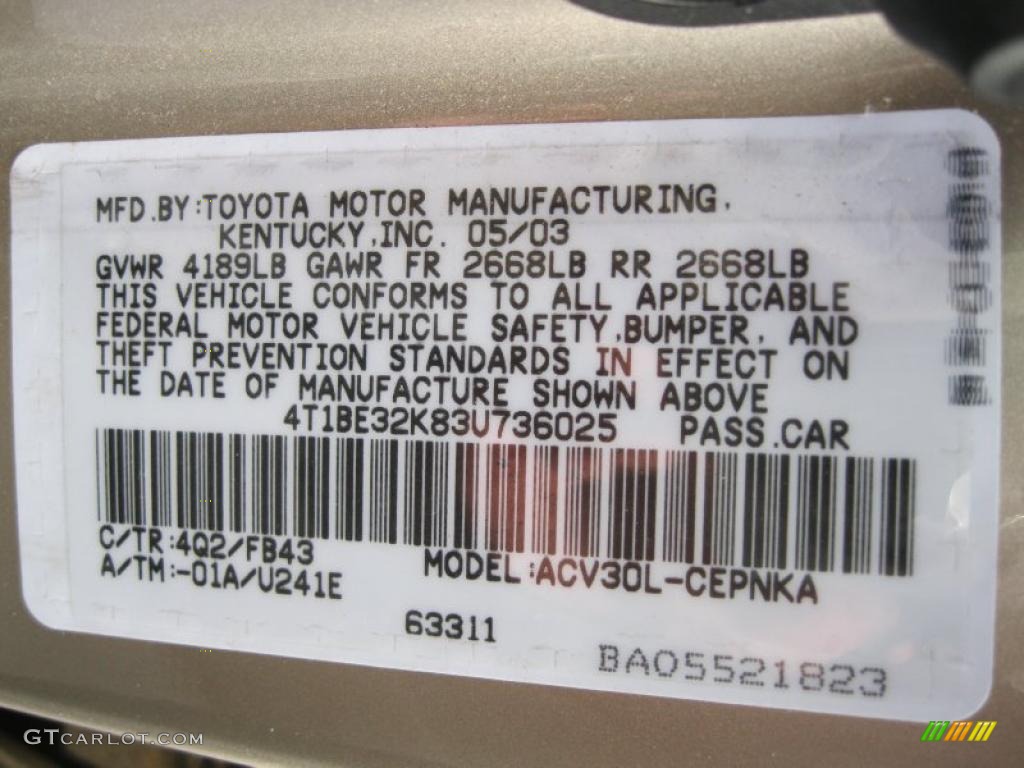 MFD.BY:TOYOTA MOTOR MANUFACTURING,
KENTUCKY,INC. 05/03
GVWR 4189LB GAWR FR 2668LB RR 2668LB
THIS VEHICLE CONFORMS TO ALL APPLICABLE
FEDERAL MOTOR VEHICLE SAFETY,BUMPER, AND
THEFT PREVENTION STANDARDS IN EFFECT ON
THE DATE OF MANUFACTURE SHOWN ABOVE
4T1BE32K83U736025 PASS.CAR
C/TR:4Q2/FB43
A/TM:-01A/U241E
MODEL:ACV30L-CEPNKA
63311
BA05521823
GTCARLOT.COM